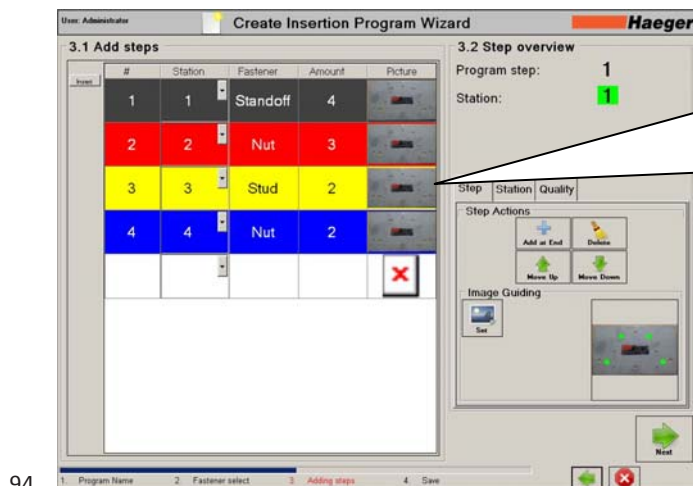 User: Administrator
Create Insertion Program Wizard
Haeger
3.1 Add steps
Insert
# Station Fastener Amount Picture
1 1 Standoff 4
2 2 Nut 3
3 3 Stud 2
4 4 Nut 2
3.2 Step overview
Program step: 1
Station: 1
Step Station Quality
Step Actions
Add at End Delete
Move Up Move Down
Image Guiding
Set
Next
1. Program Name 2 Fastener select 3 Adding steps 4. Save
94